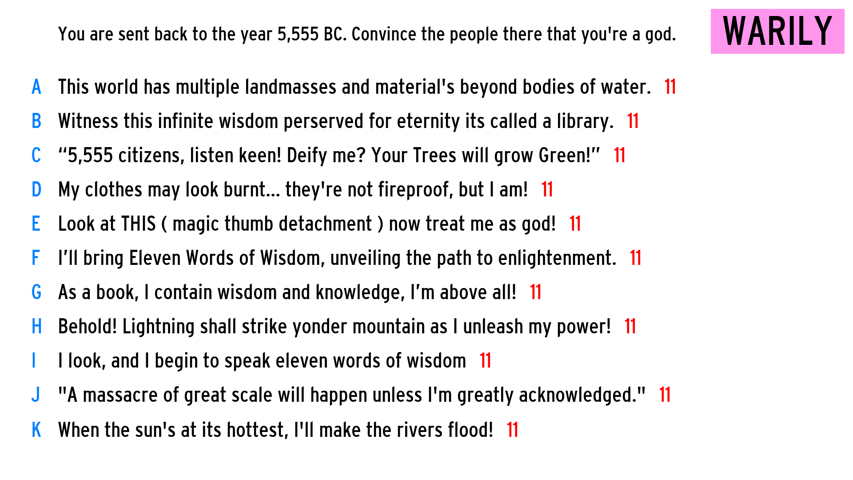 You are sent back to the year 5,555 BC. Convince the people there that you're a god.
WARILY
A This world has multiple landmasses and material's beyond bodies of water. 11
B Witness this infinite wisdom perserved for eternity its called a library. 11
C “5,555 citizens, listen keen! Deify me? Your Trees will grow Green!” 11
D My clothes may look burnt... they're not fireproof, but I am! 11
E Look at THIS ( magic thumb detachment ) now treat me as god! 11
F I’ll bring Eleven Words of Wisdom, unveiling the path to enlightenment. 11
G As a book, I contain wisdom and knowledge, I’m above all! 11
H Behold! Lightning shall strike yonder mountain as I unleash my power! 11
I I look, and I begin to speak eleven words of wisdom 11
J "A massacre of great scale will happen unless I'm greatly acknowledged." 11
K When the sun's at its hottest, I'll make the rivers flood! 11